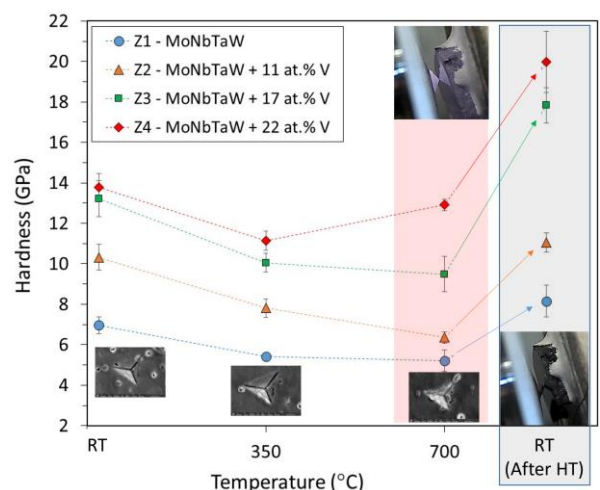 22
20
18
16
14
12
10
8
6
4
2
Hardness (GPa)
Z1 - MoNbTaW
Z2 - MoNbTaW + 11 at.% V
Z3 - MoNbTaW + 17 at.% V
Z4 - MoNbTaW + 22 at.% V
RT
350
700
RT
(After HT)
Temperature (°C)